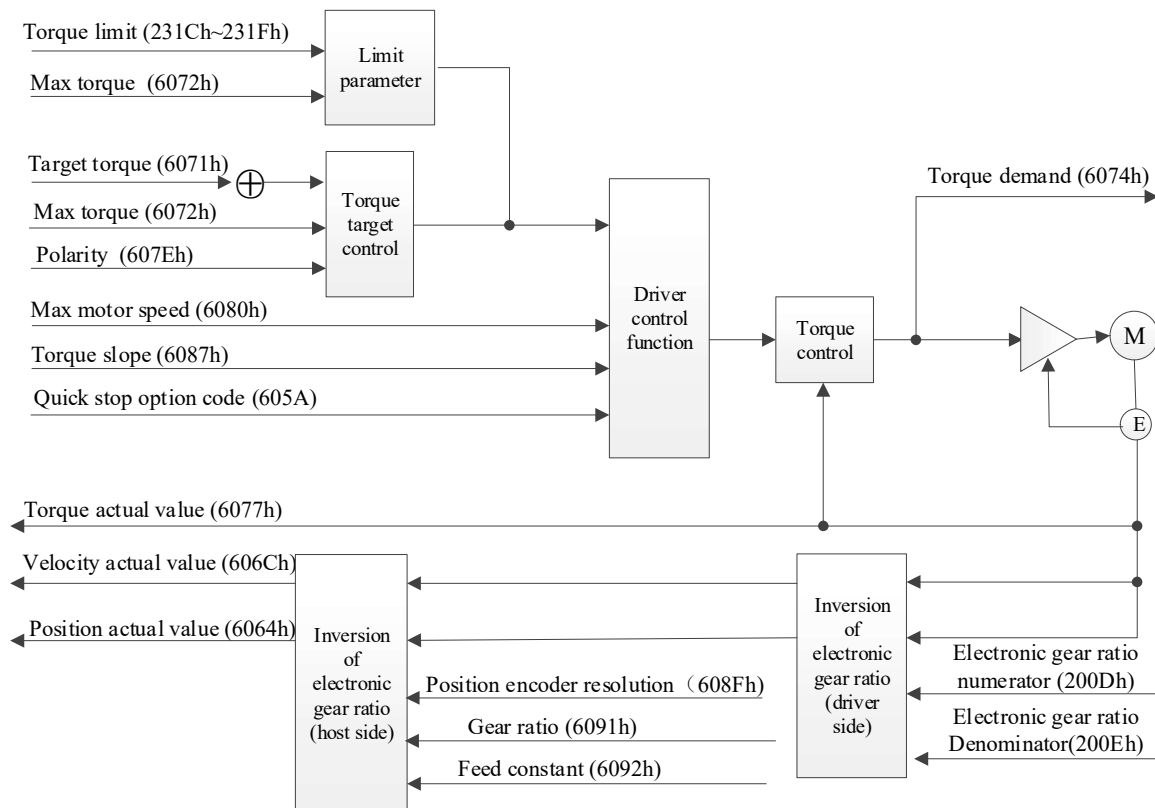 Torque limit (231Ch~231Fh)
Max torque  (6072h)
Limit
parameter
Target torque (6071h)
Max torque (6072h)
Polarity  (607Eh)
Torque
target
control
Max motor speed (6080h)
Torque slope (6087h)
Quick stop option code (605A)
Driver
control
function
Torque
control
Torque demand (6074h)
M
E
Torque actual value (6077h)
Velocity actual value (606Ch)
Position actual value (6064h)
Inversion
of
electronic
gear ratio
(host side)
Position encoder resolution（608Fh)
Gear ratio (6091h)
Feed constant (6092h)
Inversion
of
electronic
gear ratio
(driver
side)
Electronic gear ratio
numerator (200Dh)
Electronic gear ratio
Denominator(200Eh)